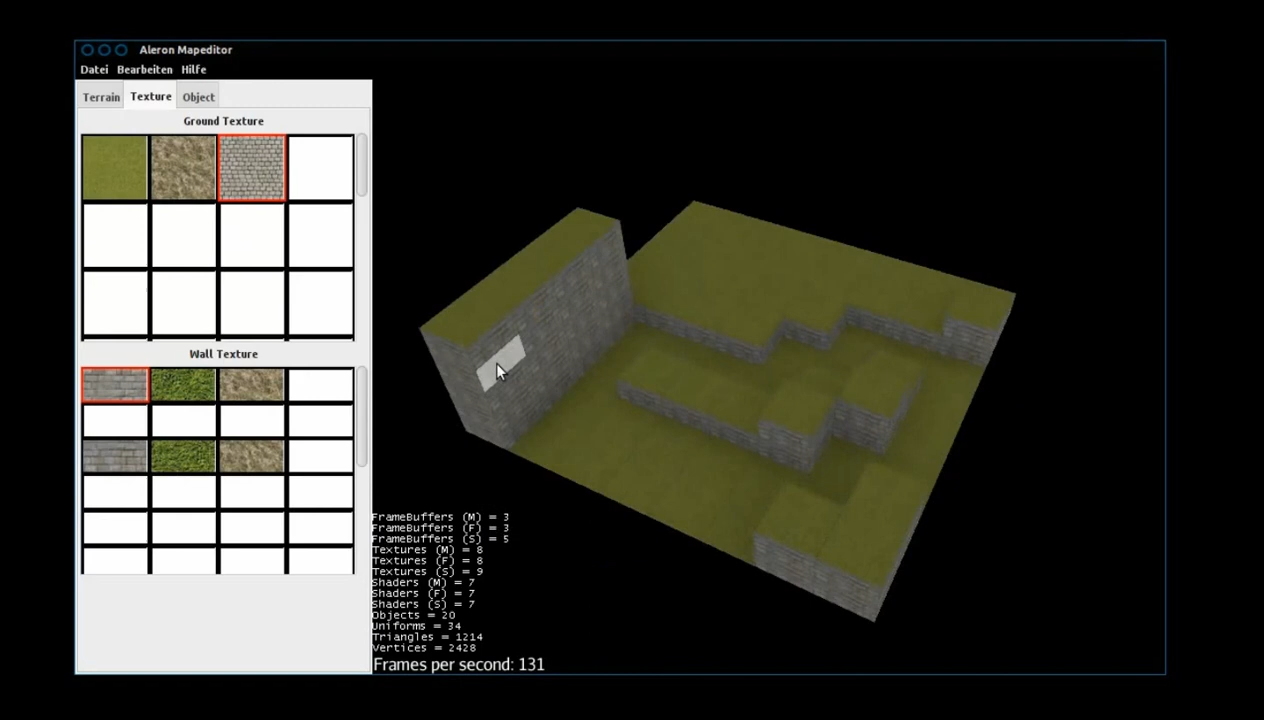 Aleron Mapeditor
Datei Bearbeiten Hilfe
Terrain Texture Object
Ground Texture
Wall Texture
FrameBuffers (M) = 3
FrameBuffers (F) = 3
FrameBuffers (S) = 5
Textures (M) = 8
Textures (F) = 8
Textures (S) = 9
Shaders (M) = 7
Shaders (F) = 7
Shaders (S) = 7
Objects = 20
Uniforms = 34
Triangles = 1214
Vertices = 2428
Frames per second: 131